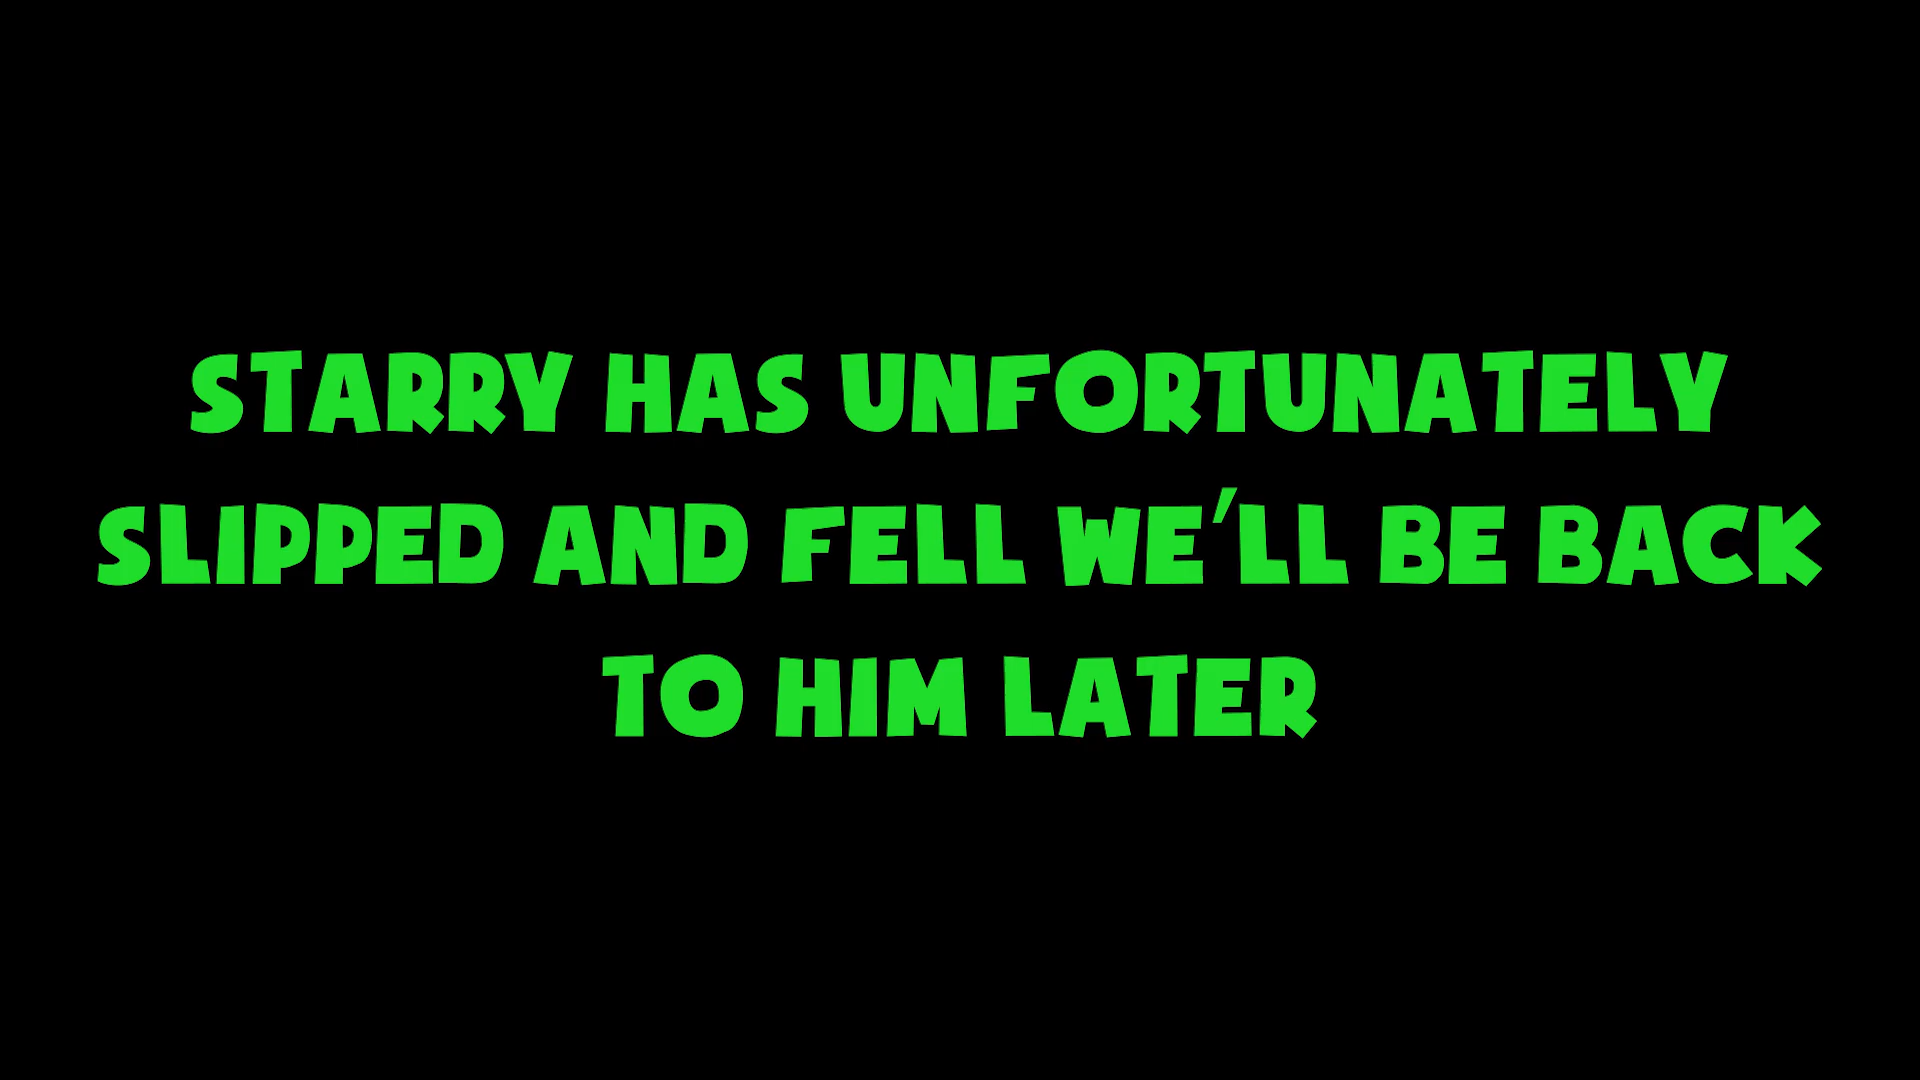 STARRY HAS UNFORTUNATELY
SLIPPED AND FELL WE'LL BE BACK
TO HIM LATER